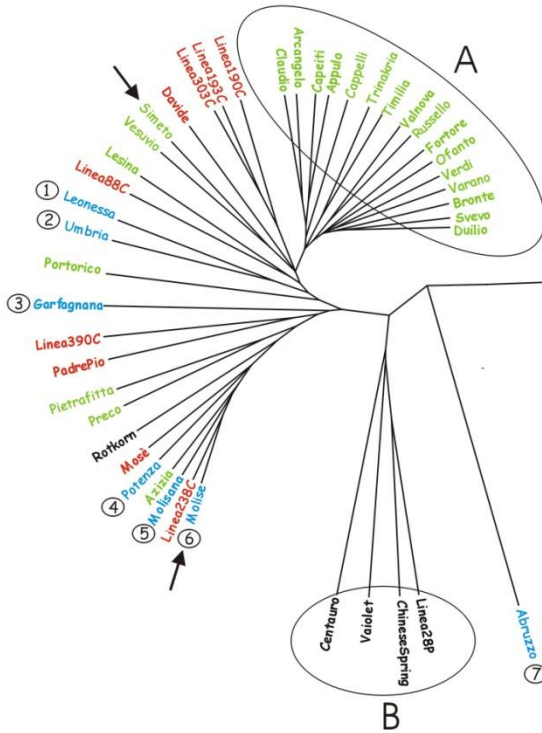 A
Claudio
Arcangelo
Capeiti
Appulo
Cappelli
Trinakria
Timilia
Valnova
Russello
Fortore
Ofanto
Verdi
Varano
Bronte
Svevo
Duilio
Linea190C
Linea193C
Linea303C
Davide
Simeto
Vesuvio
Lesina
Linea88C
1 Leonessa
2 Umbria
Portorico
3 Garfagnana
Linea390C
PadrePio
Pietrafitta
Preco
Rotkorn
Mosè
4 Potenza
Azizia
5 Molisana
Linea238C
6 Molise
Centauro
Vaiolet
ChineseSpring
Linea28P
B
Abruzzo
7